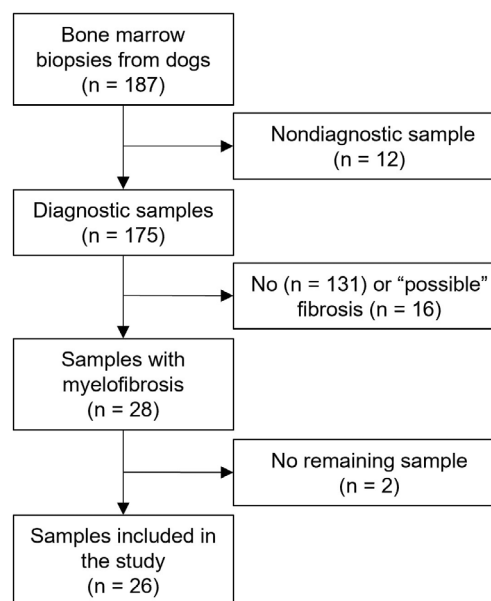 Bone marrow
biopsies from dogs
(n = 187)
Nondiagnostic sample
(n = 12)
Diagnostic samples
(n = 175)
No (n = 131) or “possible”
fibrosis (n = 16)
Samples with
myelofibrosis
(n = 28)
No remaining sample
(n = 2)
Samples included in
the study
(n = 26)